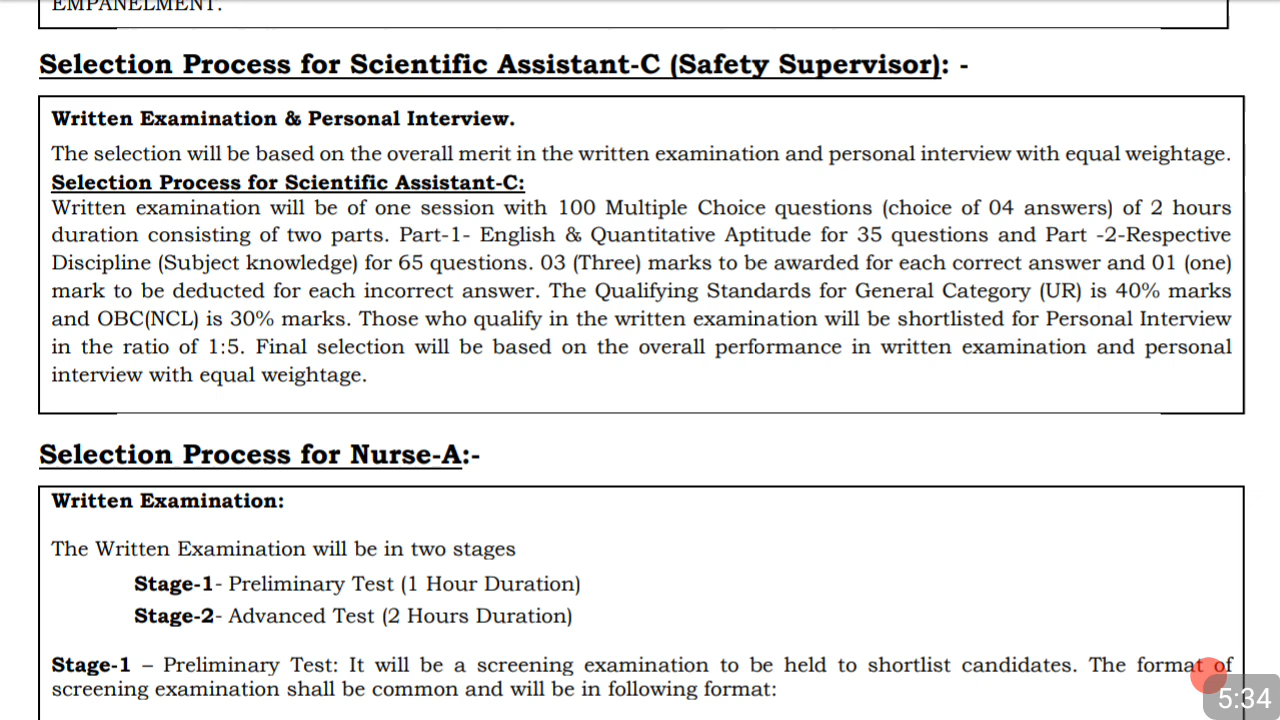 EMPANELMENT.
Selection Process for Scientific Assistant-C (Safety Supervisor): -
Written Examination & Personal Interview.
The selection will be based on the overall merit in the written examination and personal interview with equal weightage.
Selection Process for Scientific Assistant-C:
Written examination will be of one session with 100 Multiple Choice questions (choice of 04 answers) of 2 hours
duration consisting of two parts. Part-1- English & Quantitative Aptitude for 35 questions and Part -2-Respective
Discipline (Subject knowledge) for 65 questions. 03 (Three) marks to be awarded for each correct answer and 01 (one)
mark to be deducted for each incorrect answer. The Qualifying Standards for General Category (UR) is 40% marks
and OBC(NCL) is 30% marks. Those who qualify in the written examination will be shortlisted for Personal Interview
in the ratio of 1:5. Final selection will be based on the overall performance in written examination and personal
interview with equal weightage.
Selection Process for Nurse-A:-
Written Examination:
The Written Examination will be in two stages
Stage-1- Preliminary Test (1 Hour Duration)
Stage-2- Advanced Test (2 Hours Duration)
Stage-1 – Preliminary Test: It will be a screening examination to be held to shortlist candidates. The format of
screening examination shall be common and will be in following format:
5:34